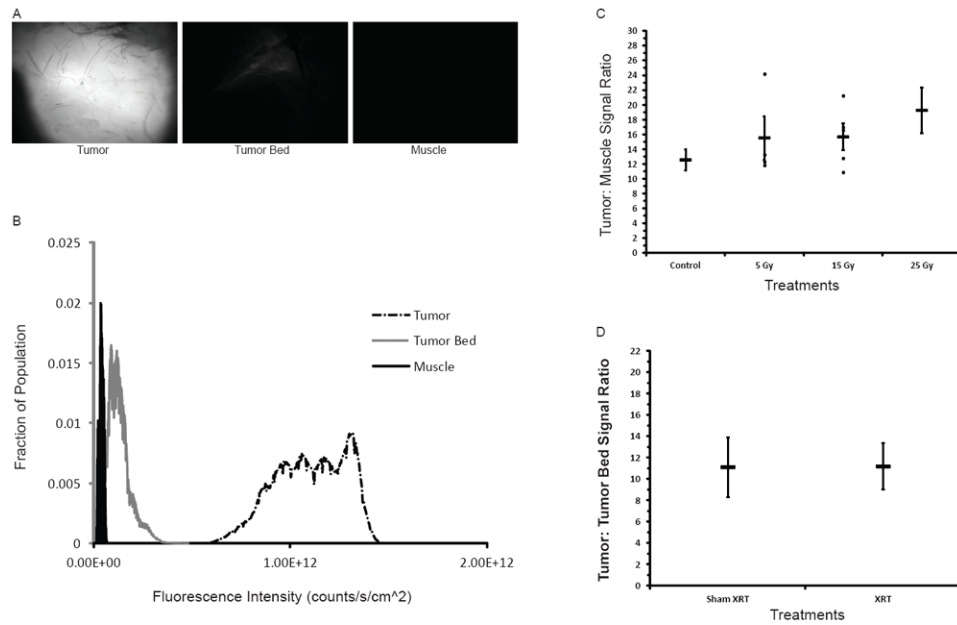 A
Tumor
Tumor Bed
Muscle
B
0.025
0.02
0.015
0.01
0.005
0
Fraction of Population
0.00E+00
1.00E+12
2.00E+12
Fluorescence Intensity (counts/s/cm^2)
Tumor
Tumor Bed
Muscle
C
30
28
26
24
22
20
18
16
14
12
10
8
6
4
2
0
Tumor: Muscle Signal Ratio
Control
5 Gy
15 Gy
25 Gy
Treatments
D
22
20
18
16
14
12
10
8
6
4
2
0
Tumor: Tumor Bed Signal Ratio
Sham XRT
XRT
Treatments